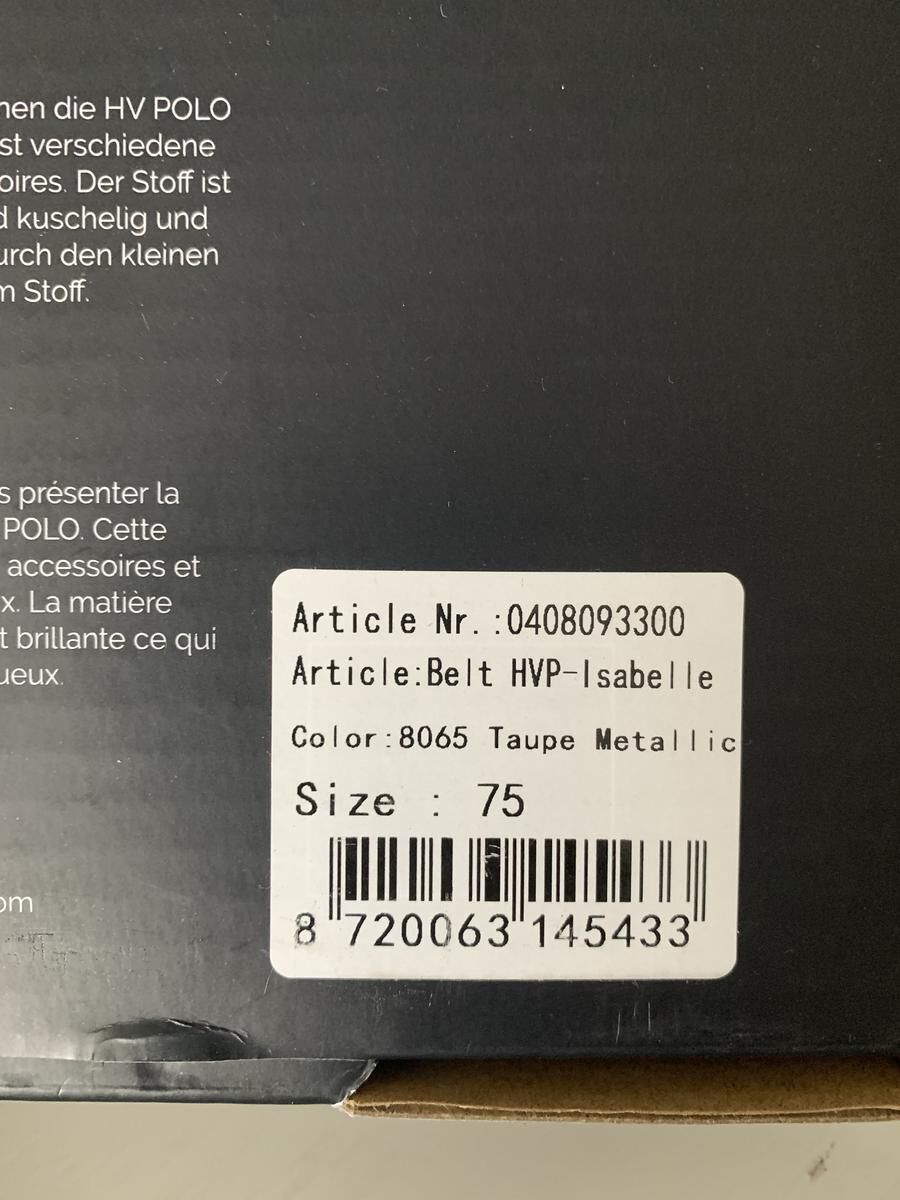 nen die HV POLO
st verschiedene
oires. Der Stoff ist
d kuschelig und
urch den kleinen
m Stoff.
s présenter la
POLO. Cette
accessoires et
x. La matière
t brillante ce qui
ueux.
om
Article Nr.:0408093300
Article:Belt HVP-Isabelle
Color:8065 Taupe Metallic
Size : 75
8 720063 145433